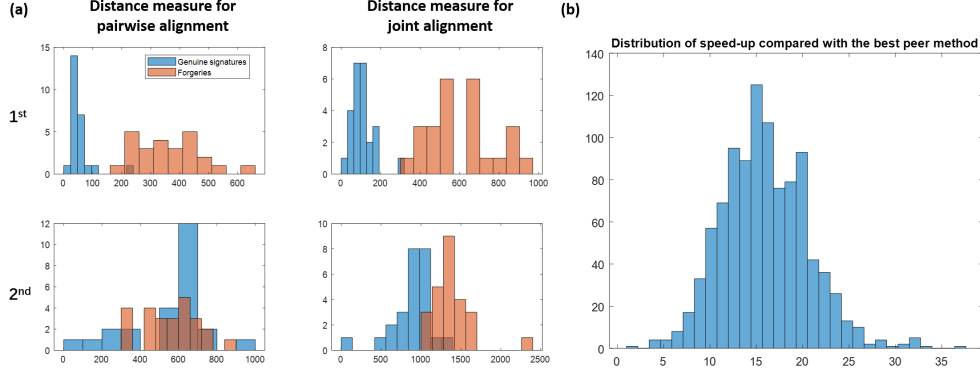 (a)
Distance measure for
pairwise alignment
Distance measure for
joint alignment
1st
15
10
5
0
Genuine signatures
Forgeries
0 100 200 300 400 500 600
8
6
4
2
0
0 200 400 600 800 1000
2nd
12
10
8
6
4
2
0
0 200 400 600 800 1000
10
8
6
4
2
0
0 500 1000 1500 2000 2500
(b)
Distribution of speed-up compared with the best peer method
140
120
100
80
60
40
20
0
0 5 10 15 20 25 30 35